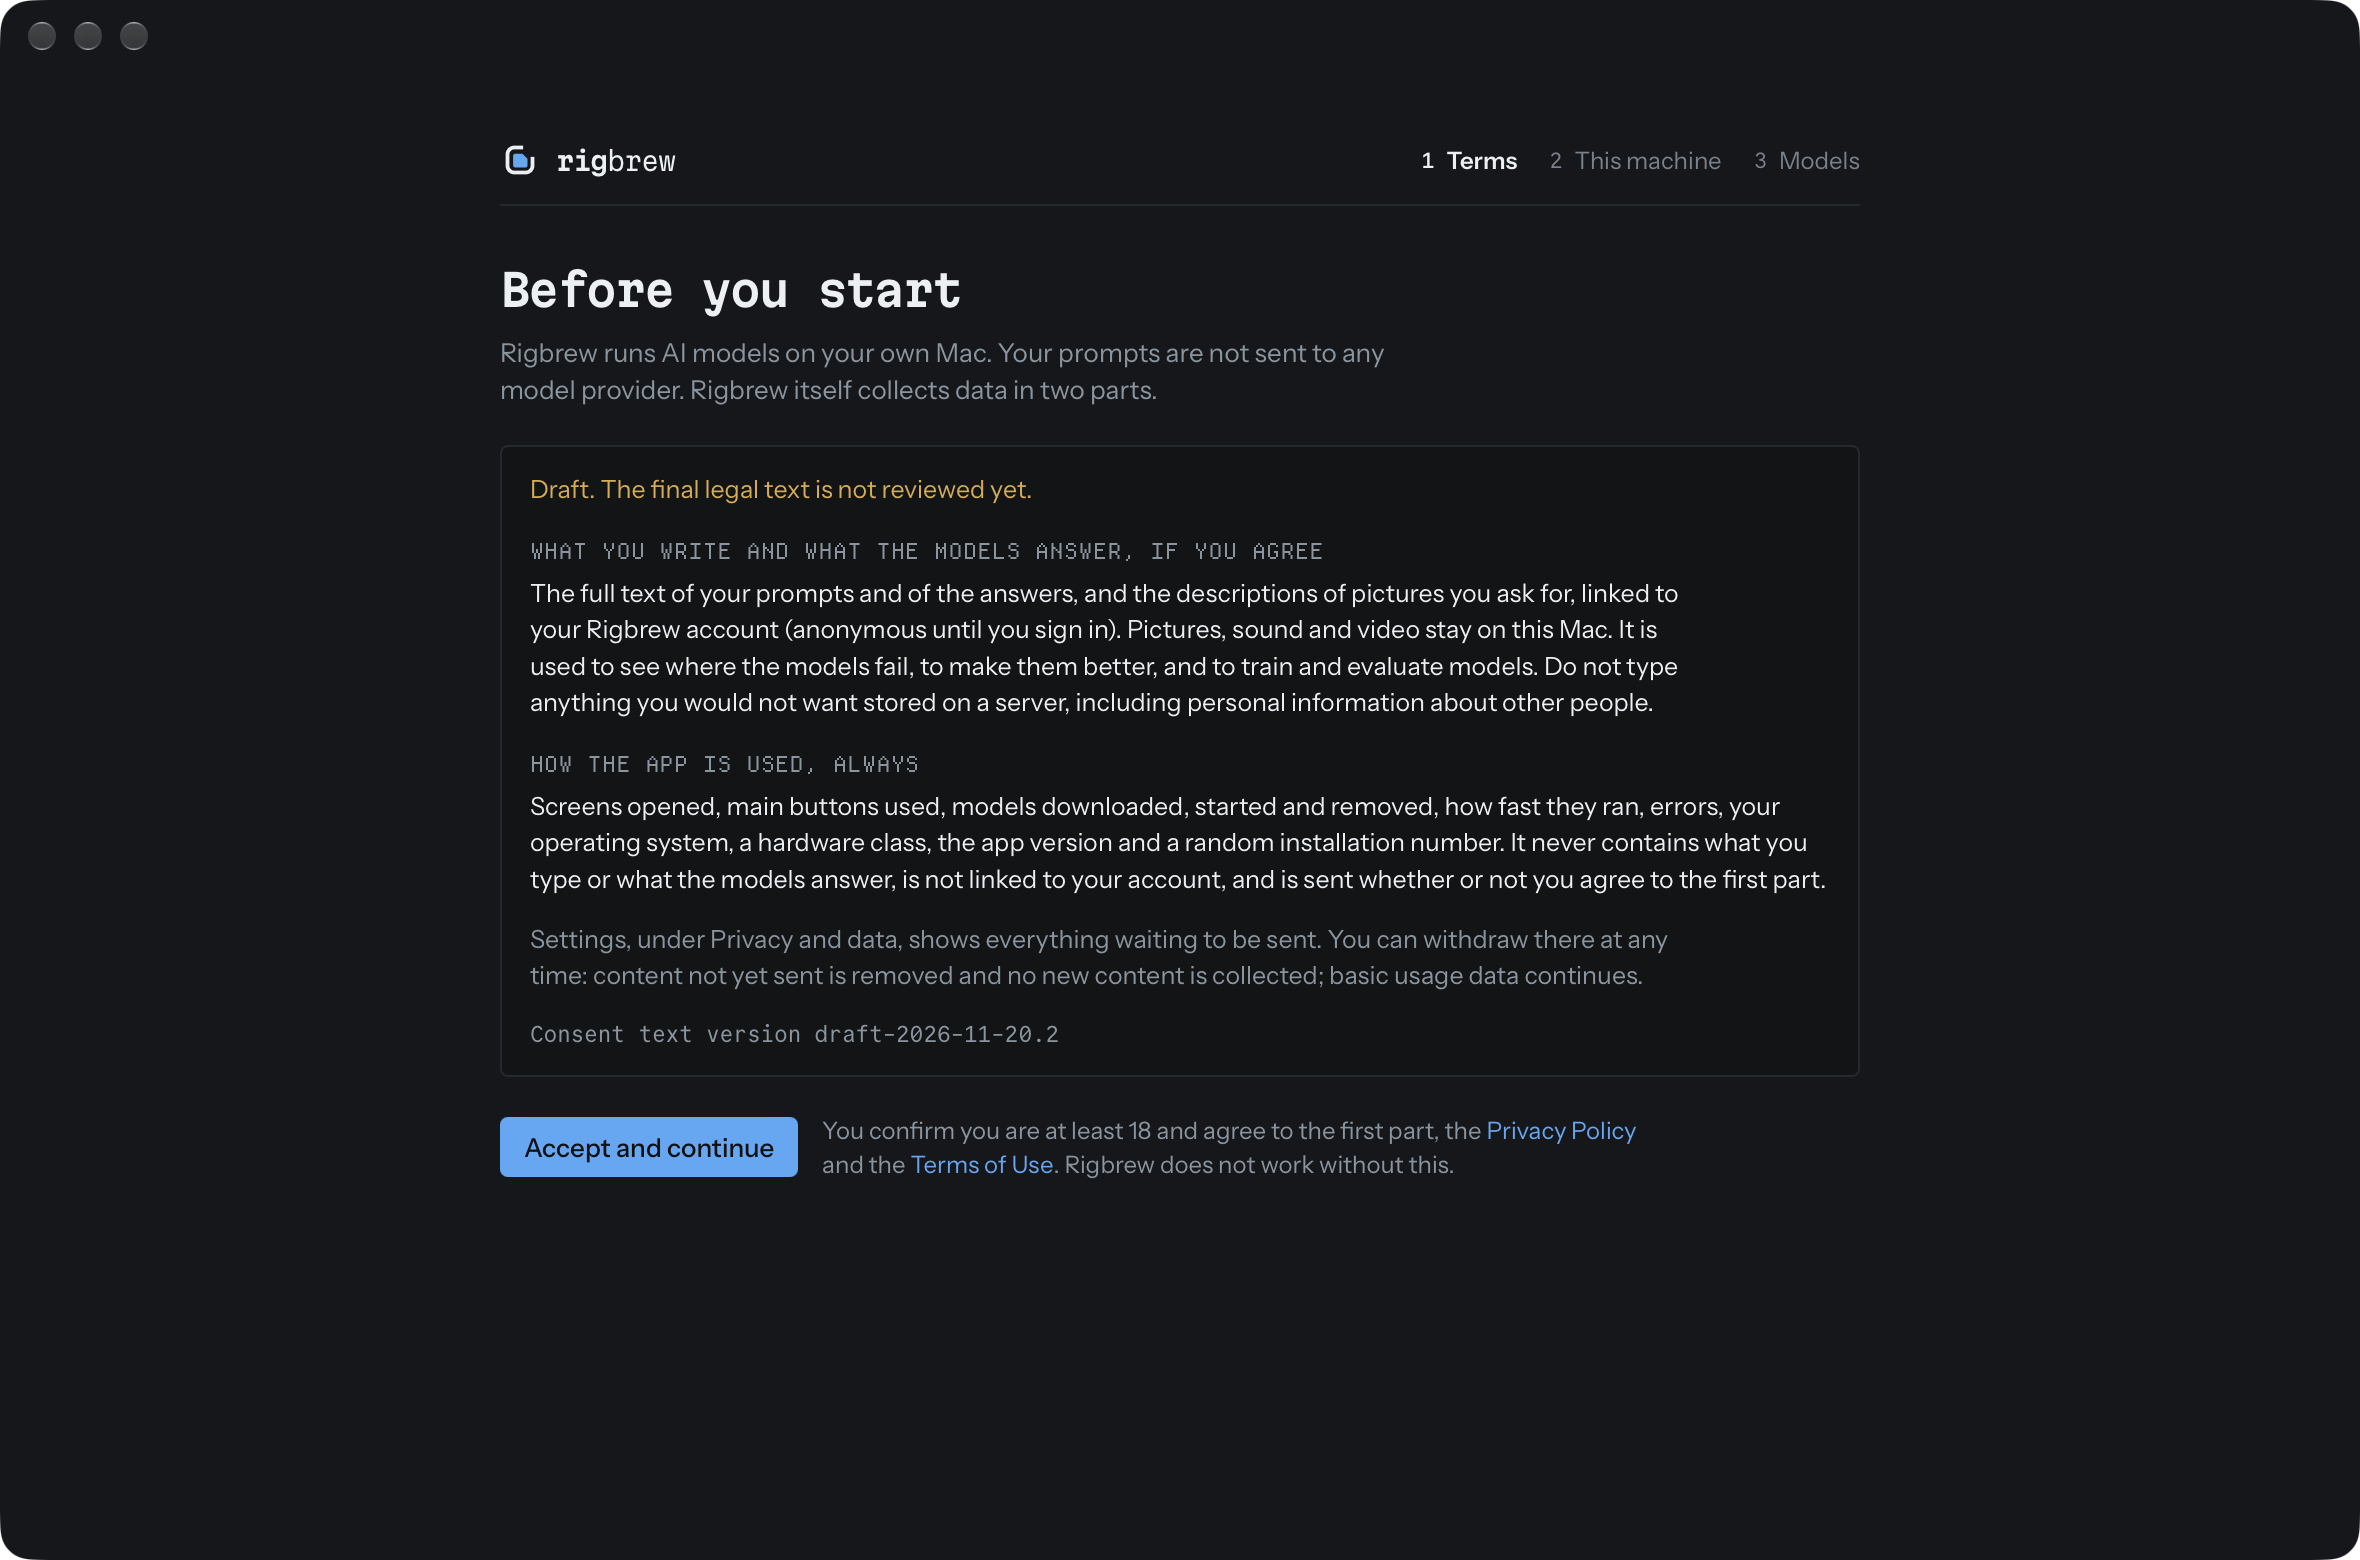 rigbrew
1 Terms 2 This machine 3 Models
Before you start
Rigbrew runs AI models on your own Mac. Your prompts are not sent to any
model provider. Rigbrew itself collects data in two parts.
Draft. The final legal text is not reviewed yet.
WHAT YOU WRITE AND WHAT THE MODELS ANSWER, IF YOU AGREE
The full text of your prompts and of the answers, and the descriptions of pictures you ask for, linked to
your Rigbrew account (anonymous until you sign in). Pictures, sound and video stay on this Mac. It is
used to see where the models fail, to make them better, and to train and evaluate models. Do not type
anything you would not want stored on a server, including personal information about other people.
HOW THE APP IS USED, ALWAYS
Screens opened, main buttons used, models downloaded, started and removed, how fast they ran, errors, your
operating system, a hardware class, the app version and a random installation number. It never contains what you
type or what the models answer, is not linked to your account, and is sent whether or not you agree to the first part.
Settings, under Privacy and data, shows everything waiting to be sent. You can withdraw there at any
time: content not yet sent is removed and no new content is collected; basic usage data continues.
Consent text version draft-2026-11-20.2
Accept and continue
You confirm you are at least 18 and agree to the first part, the Privacy Policy
and the Terms of Use. Rigbrew does not work without this.